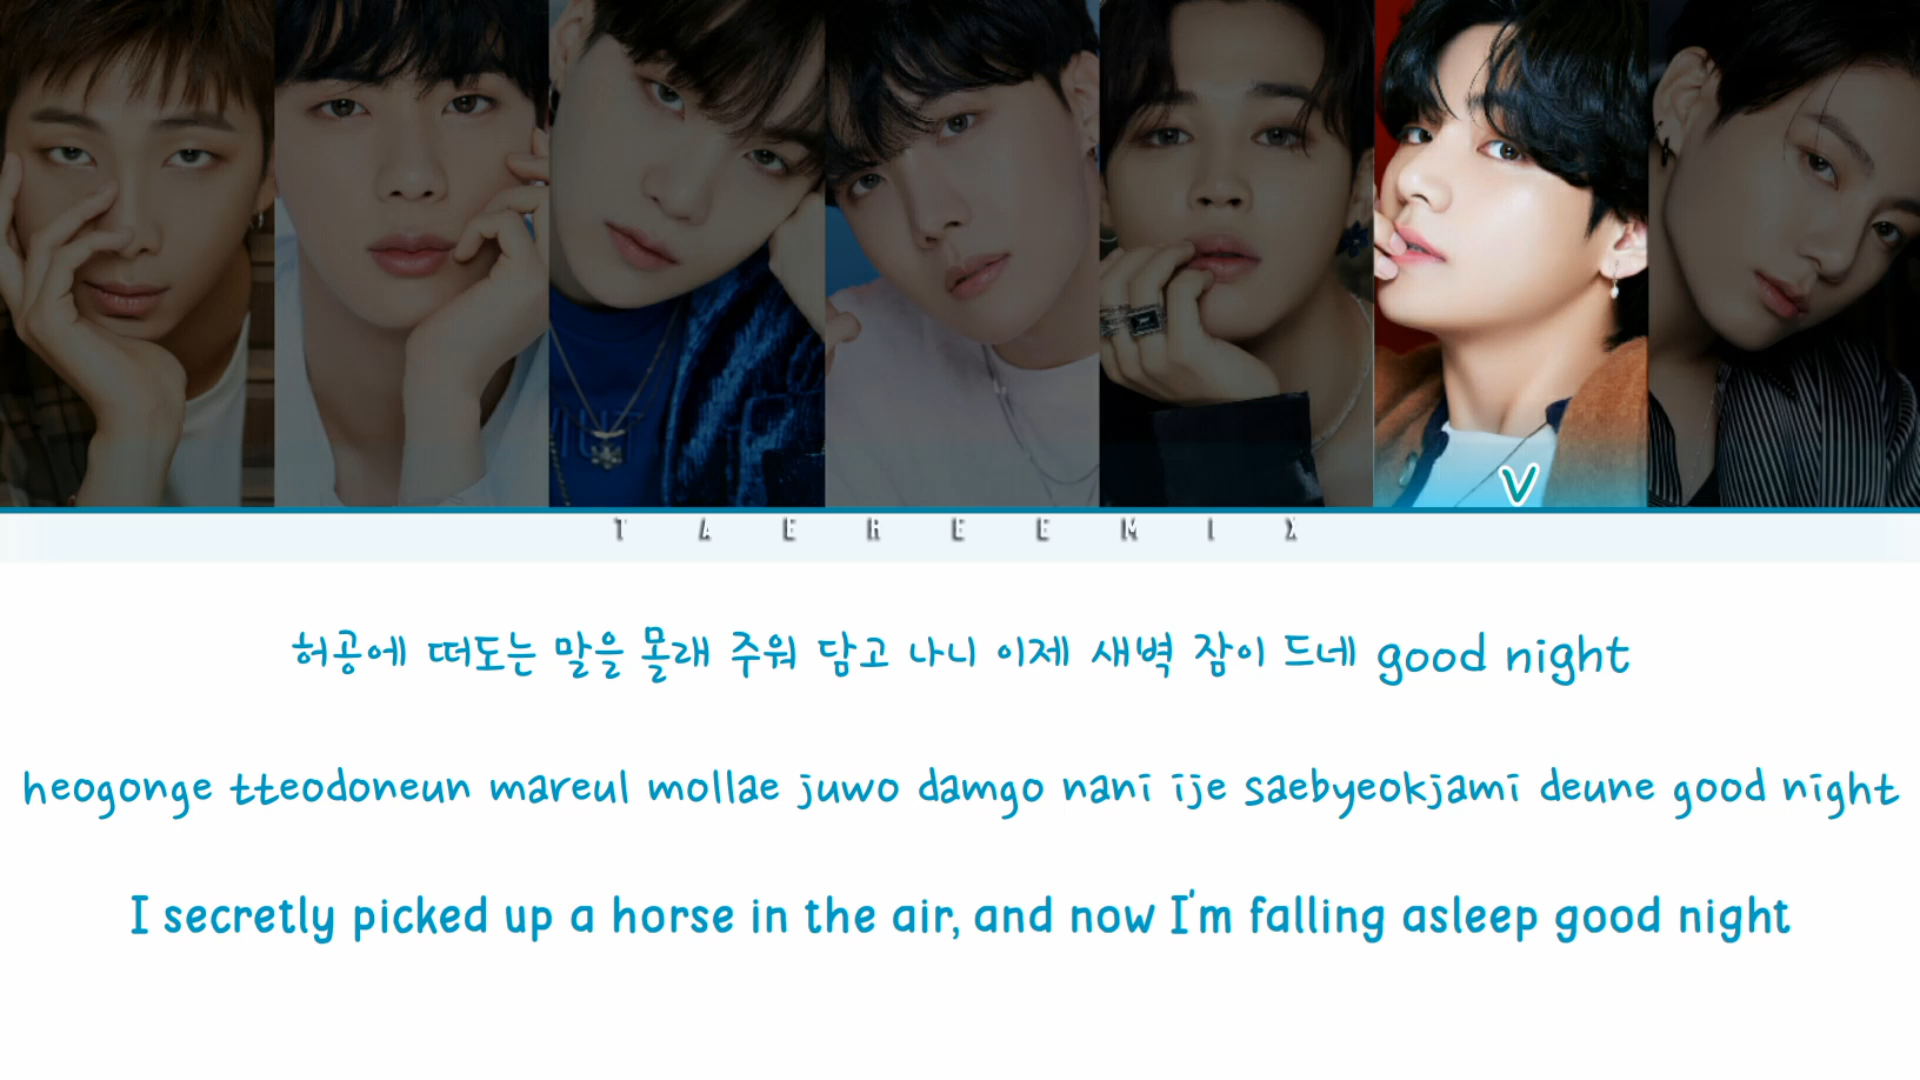 V
TAEREEMIX
허공에 떠도는 말을 몰래 주워 담고 나니 이제 새벽 잠이 드네 good night
heogonge tteodoneun mareul mollae juwo damgo nani ije saebyeokjami deune good night
I secretly picked up a horse in the air, and now I'm falling asleep good night